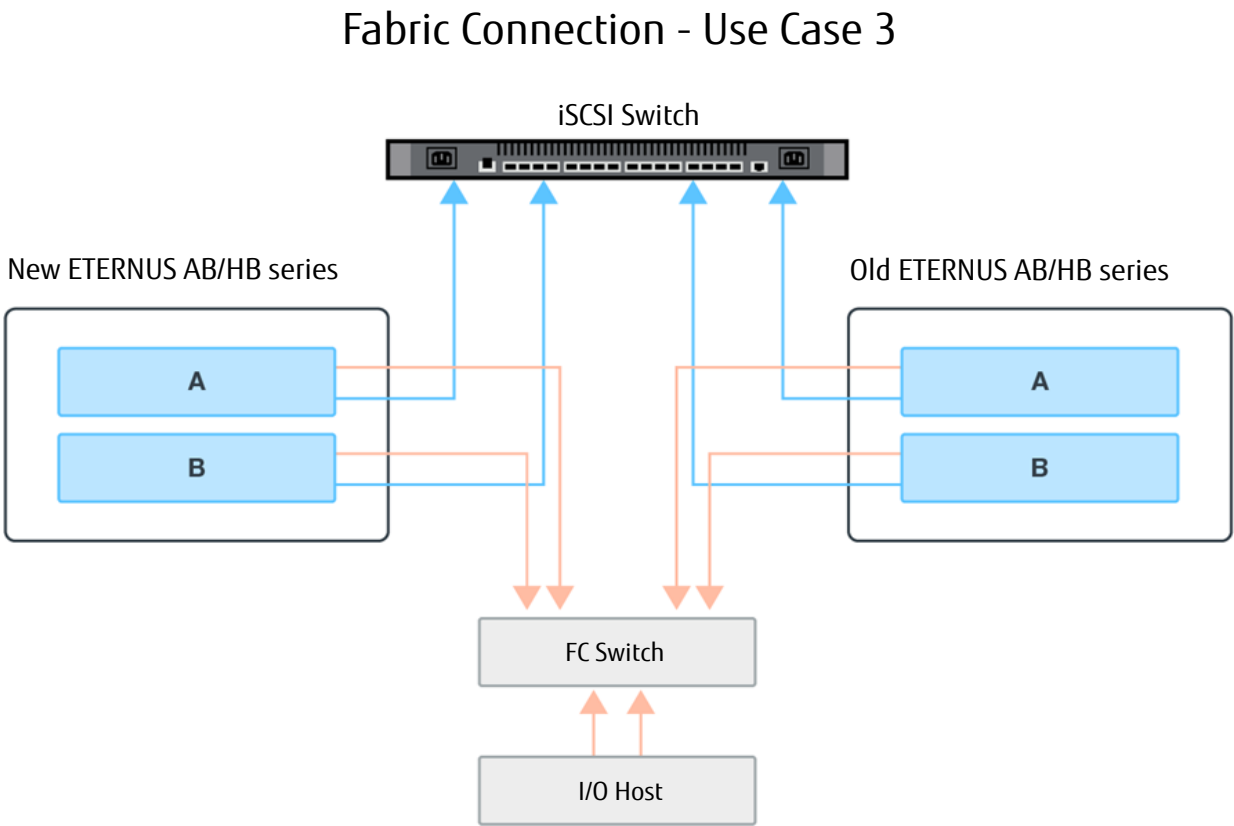 Fabric Connection - Use Case 3
iSCSI Switch
New ETERNUS AB/HB series
Old ETERNUS AB/HB series
A
A
B
B
FC Switch
I/O Host